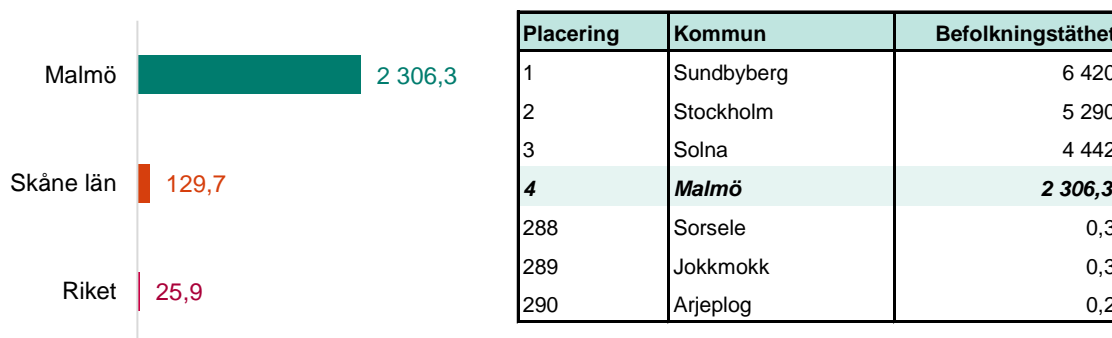 Malmö 2 306,3
Skåne län 129,7
Riket 25,9
Placering Kommun Befolkningstäthet
1 Sundbyberg 6 420
2 Stockholm 5 290
3 Solna 4 442
4 Malmö 2 306,3
288 Sorsele 0,3
289 Jokkmokk 0,3
290 Arjeplog 0,2